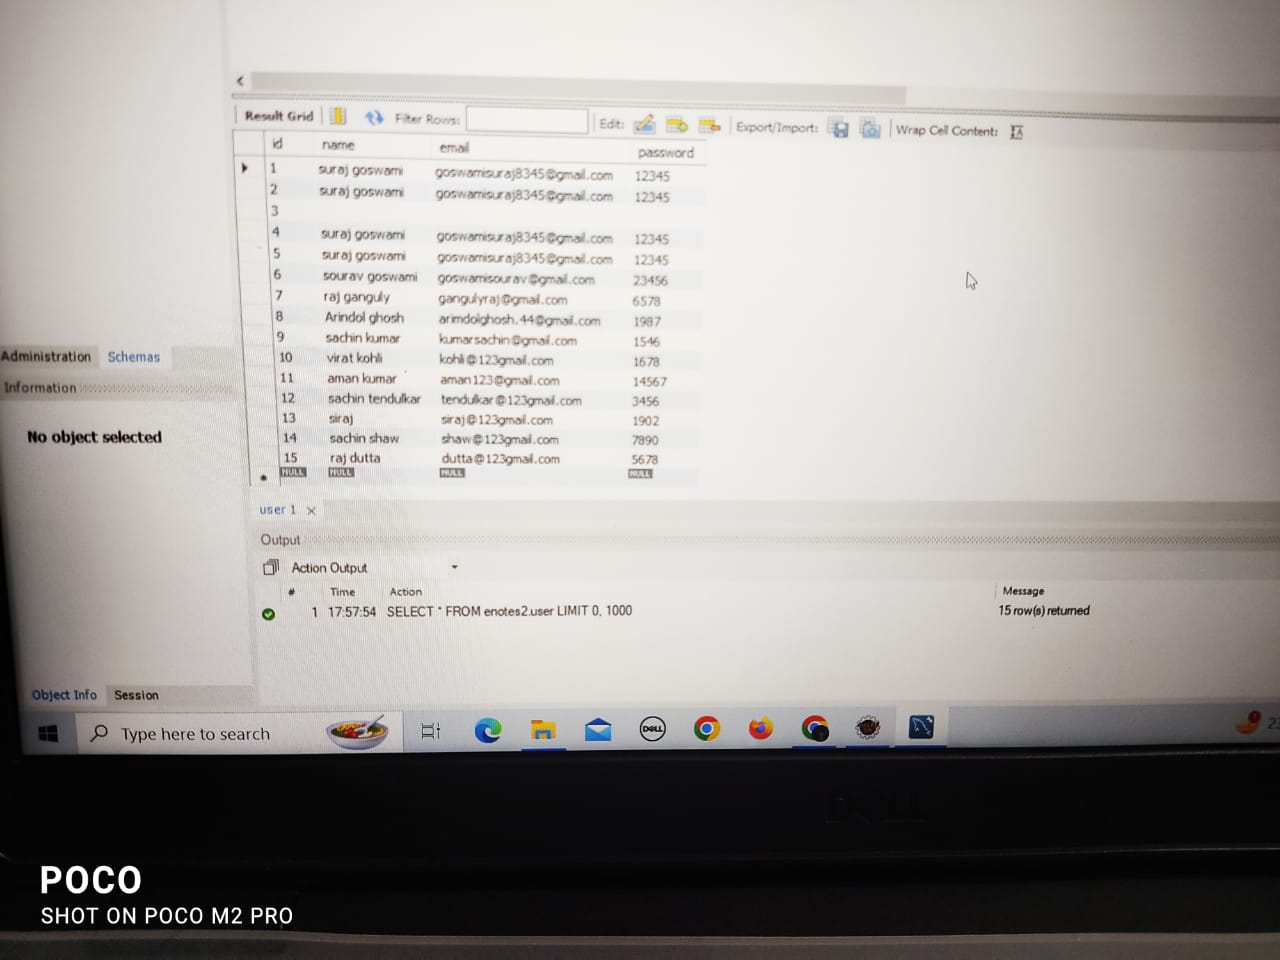 Result Grid Filter Rows: Edit: Export/Import: Wrap Cell Content:
id name email password
1 suraj goswami goswamisuraj8345@gmail.com 12345
2 suraj goswami goswamisuraj8345@gmail.com 12345
3
4 suraj goswami goswamisuraj8345@gmail.com 12345
5 suraj goswami goswamisuraj8345@gmail.com 12345
6 sourav goswami goswamisourav@gmail.com 23456
7 raj ganguly gangulyraj@gmail.com 6578
8 Arindol ghosh arimdolghosh.44@gmail.com 1987
9 sachin kumar kumarsachin@gmail.com 1546
10 virat kohli kohli@123gmail.com 1678
11 aman kumar aman123@gmail.com 14567
12 sachin tendulkar tendulkar@123gmail.com 3456
13 siraj siraj@123gmail.com 1902
14 sachin shaw shaw@123gmail.com 7890
15 raj dutta dutta@123gmail.com 5678
NULL NULL NULL NULL
Administration Schemas
Information
No object selected
user 1
Output
Action Output
# Time Action Message
1 17:57:54 SELECT * FROM enotes2.user LIMIT 0, 1000 15 row(s) returned
Object Info Session
Type here to search
DELL
DELL
POCO
SHOT ON POCO M2 PRO